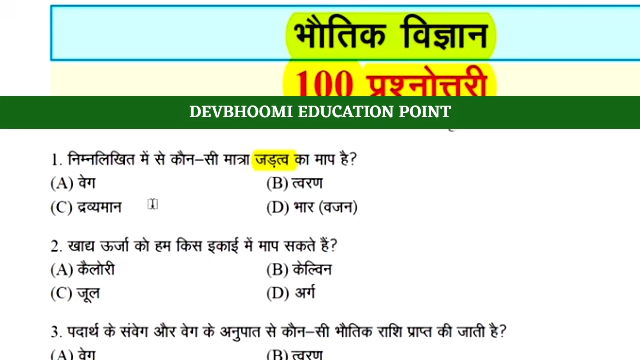 भौतिक विज्ञान
100 प्रश्नोत्तरी
DEVBHOOMI EDUCATION POINT
1. निम्नलिखित में से कौन–सी मात्रा जड़त्व का माप है?
(A) वेग (B) त्वरण
(C) द्रव्यमान (D) भार (वजन)
2. खाद्य ऊर्जा को हम किस इकाई में माप सकते हैं?
(A) कैलोरी (B) केल्विन
(C) जूल (D) अर्ग
3. पदार्थ के संवेग और वेग के अनुपात से कौन–सी भौतिक राशि प्राप्त की जाती है?
(A) वेग (B) त्वरण